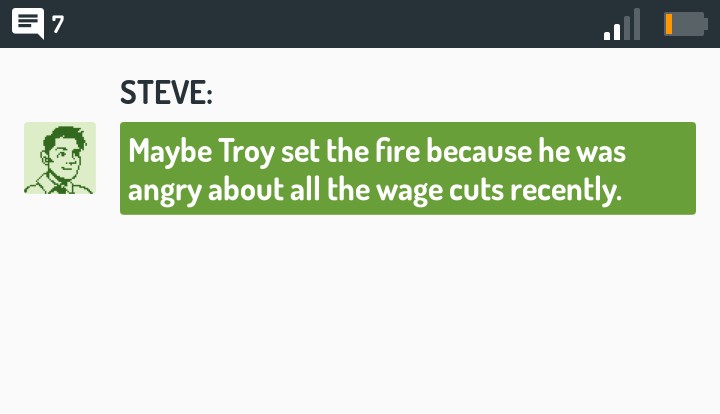 7
STEVE:
Maybe Troy set the fire because he was
angry about all the wage cuts recently.